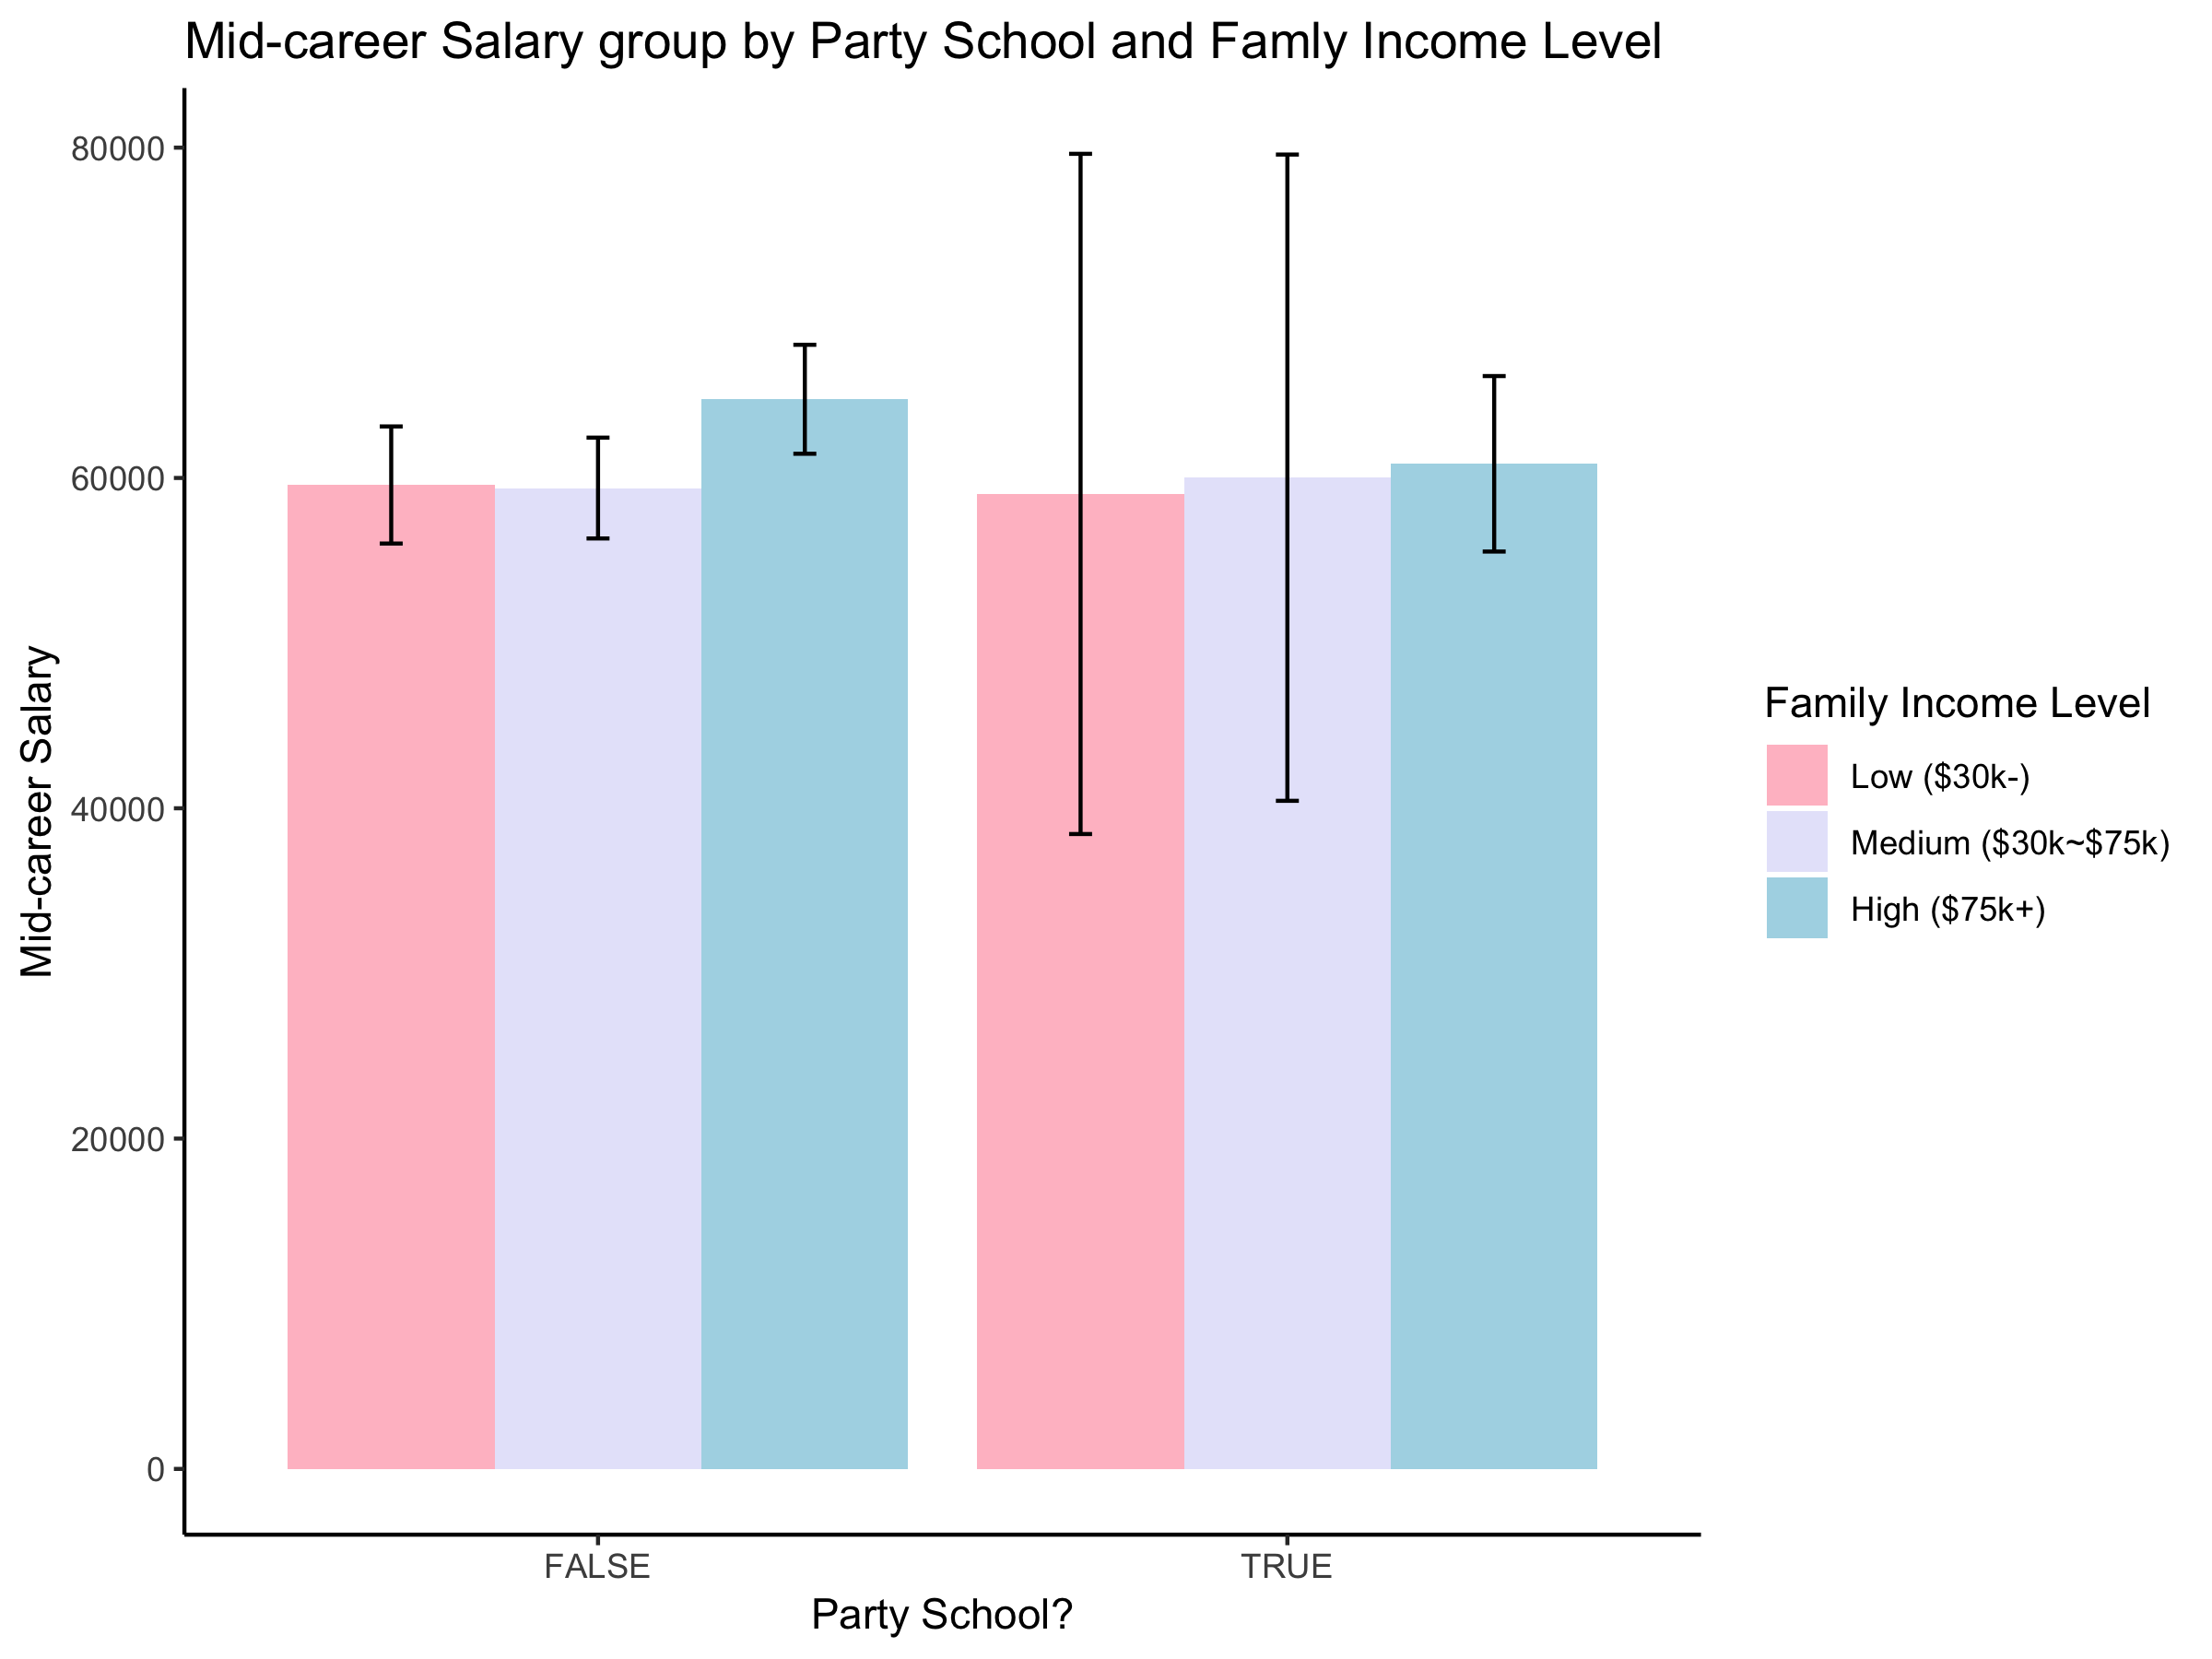 Mid-career Salary group by Party School and Famly Income Level
80000
60000
40000
20000
0
Mid-career Salary
FALSE
TRUE
Party School?
Family Income Level
Low ($30k-)
Medium ($30k~$75k)
High ($75k+)